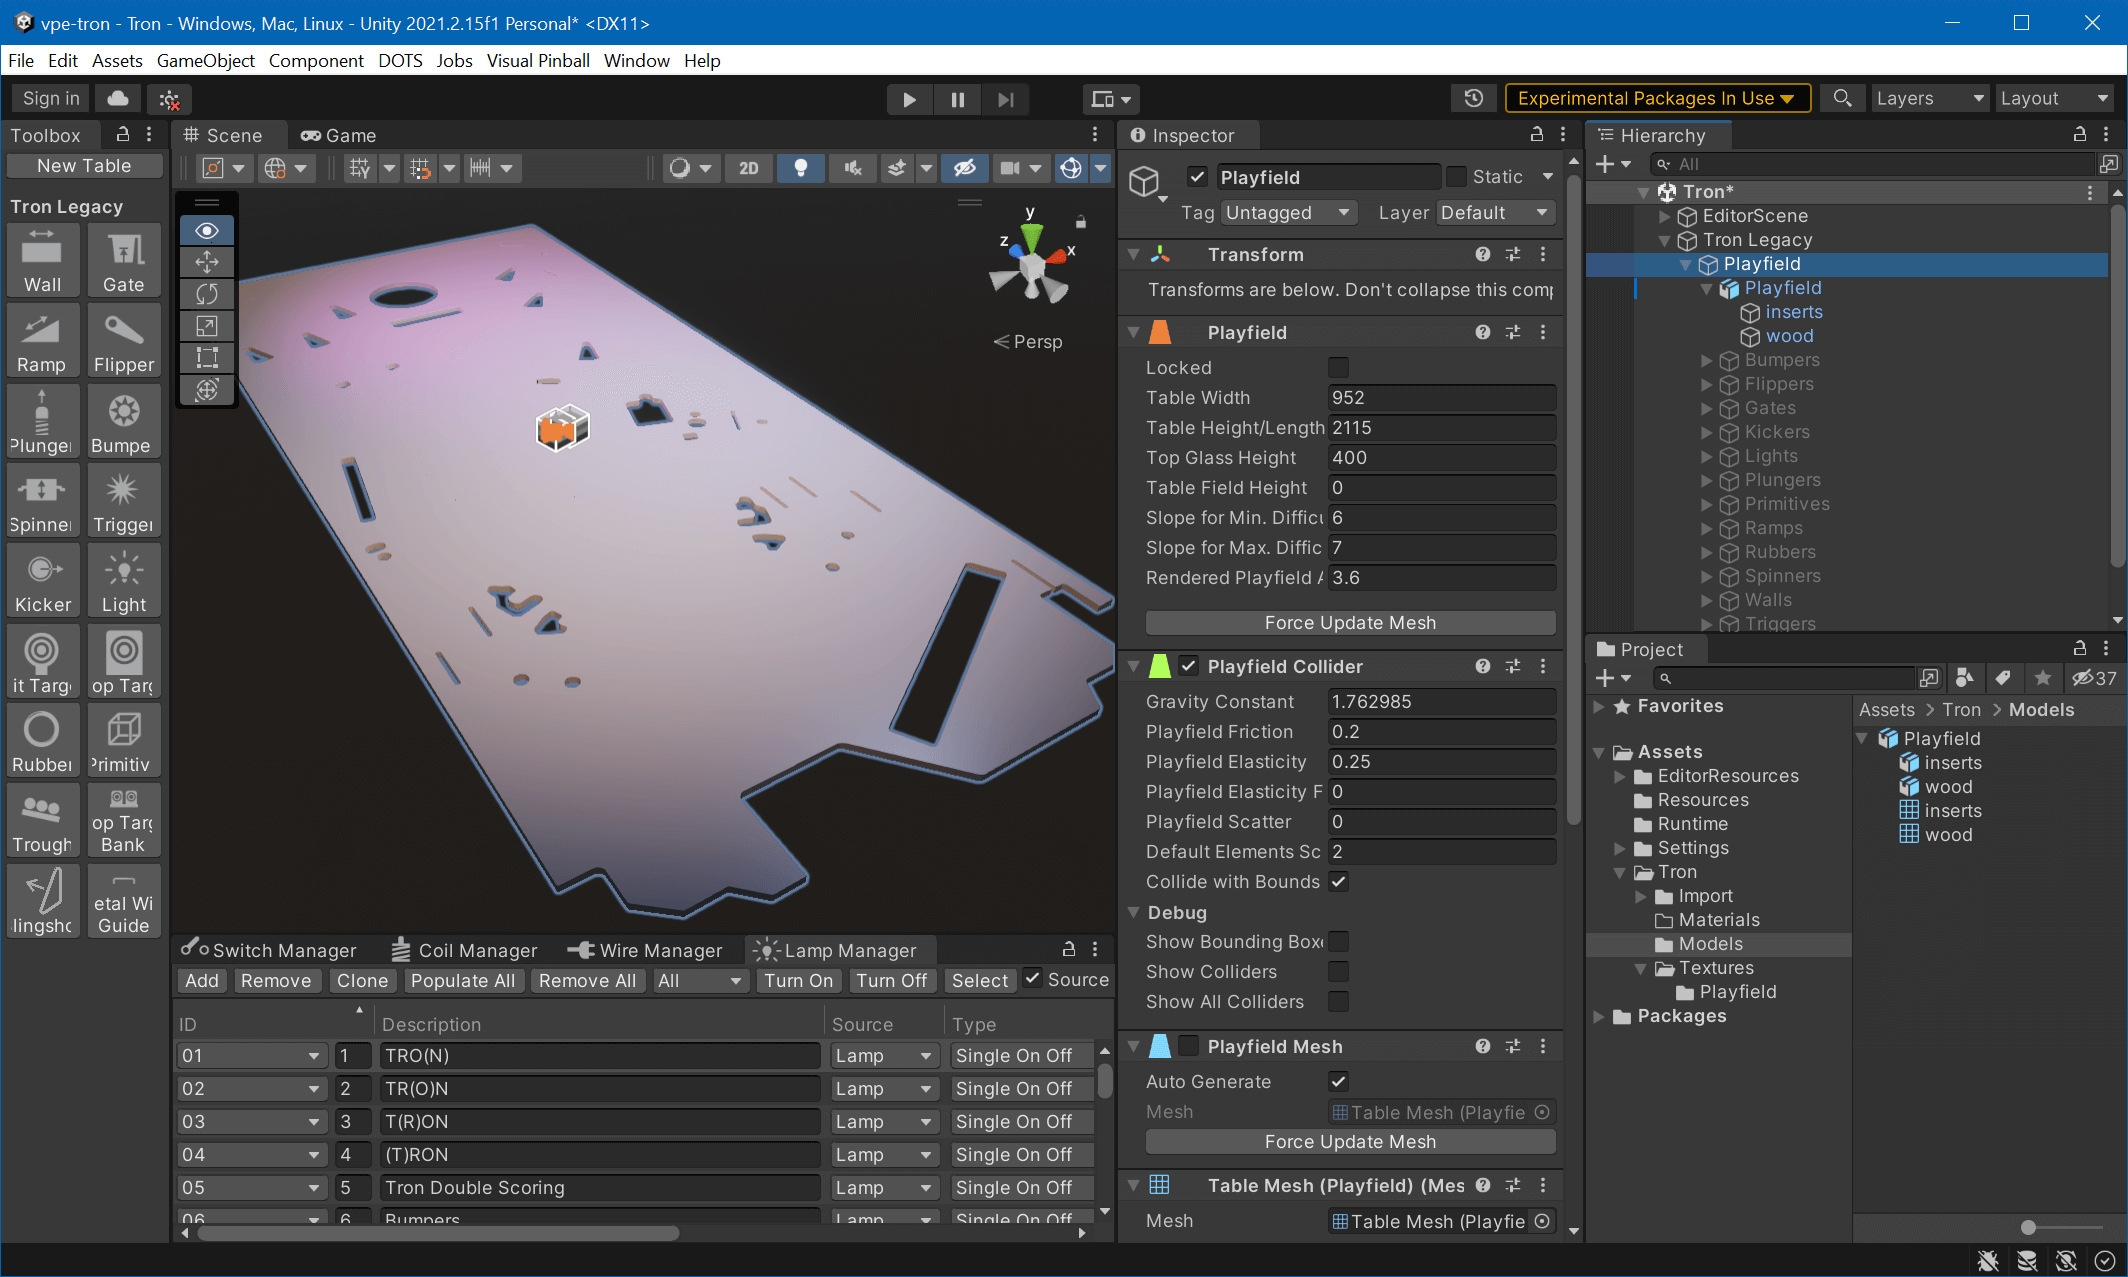 vpe-tron - Tron - Windows, Mac, Linux - Unity 2021.2.15f1 Personal* <DX11>
File Edit Assets GameObject Component DOTS Jobs Visual Pinball Window Help
Sign in
Experimental Packages In Use
Layers
Layout
Toolbox
New Table
Tron Legacy
Wall
Gate
Ramp
Flipper
Plunger
Bumpe
Spinner
Trigger
Kicker
Light
it Targ
op Targ
Rubber
Primitiv
Trough
op Targ
Bank
lingsho
etal Wi
Guide
Scene
Game
2D
y
z
x
Persp
Switch Manager
Coil Manager
Wire Manager
Lamp Manager
Add
Remove
Clone
Populate All
Remove All
All
Turn On
Turn Off
Select
Source
ID
Description
Source
Type
01 1 TRO(N) Lamp Single On Off
02 2 TR(O)N Lamp Single On Off
03 3 T(R)ON Lamp Single On Off
04 4 (T)RON Lamp Single On Off
05 5 Tron Double Scoring Lamp Single On Off
06 6 Bumpers Lamp Single On Off
Inspector
Playfield
Static
Tag Untagged
Layer Default
Transform
Transforms are below. Don't collapse this comp
Playfield
Locked
Table Width 952
Table Height/Length 2115
Top Glass Height 400
Table Field Height 0
Slope for Min. Difficu 6
Slope for Max. Diffic 7
Rendered Playfield A 3.6
Force Update Mesh
Playfield Collider
Gravity Constant 1.762985
Playfield Friction 0.2
Playfield Elasticity 0.25
Playfield Elasticity F 0
Playfield Scatter 0
Default Elements Sc 2
Collide with Bounds
Debug
Show Bounding Boxe
Show Colliders
Show All Colliders
Playfield Mesh
Auto Generate
Mesh Table Mesh (Playfie
Force Update Mesh
Table Mesh (Playfield) (Mes
Mesh Table Mesh (Playfie
Hierarchy
All
Tron*
EditorScene
Tron Legacy
Playfield
Playfield
inserts
wood
Bumpers
Flippers
Gates
Kickers
Lights
Plungers
Primitives
Ramps
Rubbers
Spinners
Walls
Triggers
Project
37
Favorites
Assets
EditorResources
Resources
Runtime
Settings
Tron
Import
Materials
Models
Textures
Playfield
Packages
Assets > Tron > Models
Playfield
inserts
wood
inserts
wood